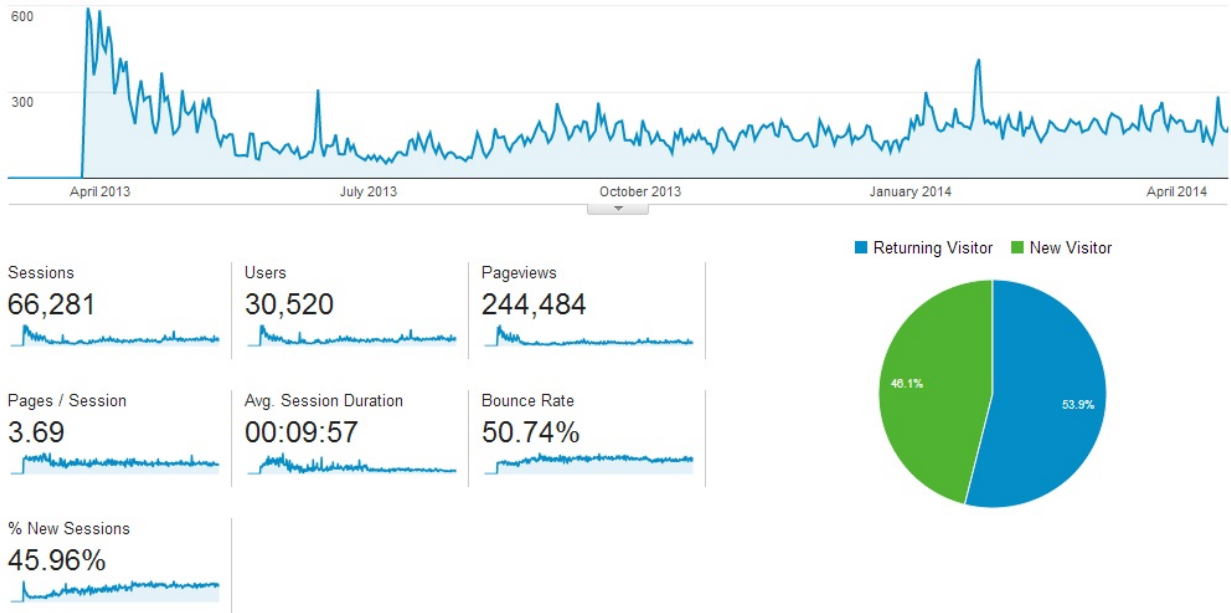 600
300
April 2013 July 2013 October 2013 January 2014 April 2014
Returning Visitor New Visitor
Sessions Users Pageviews
66,281 30,520 244,484
46.1%
53.9%
Pages / Session Avg. Session Duration Bounce Rate
3.69 00:09:57 50.74%
% New Sessions
45.96%